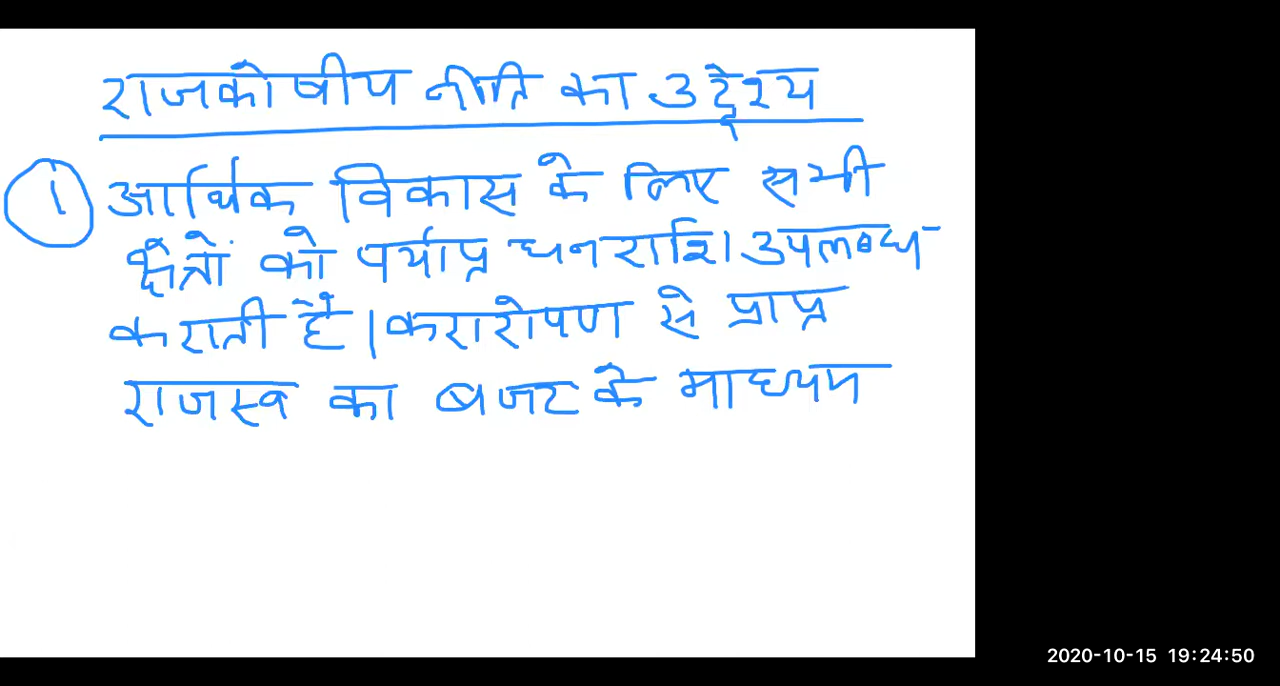 राजकोषीय नीति का उद्देश्य
① आर्थिक विकास के लिए सभी
क्षेत्रों को पर्याप्त धनराशि उपलब्ध
कराती है। करारोपण से प्राप्त
राजस्व का बजट के माध्यम
2020-10-15 19:24:50